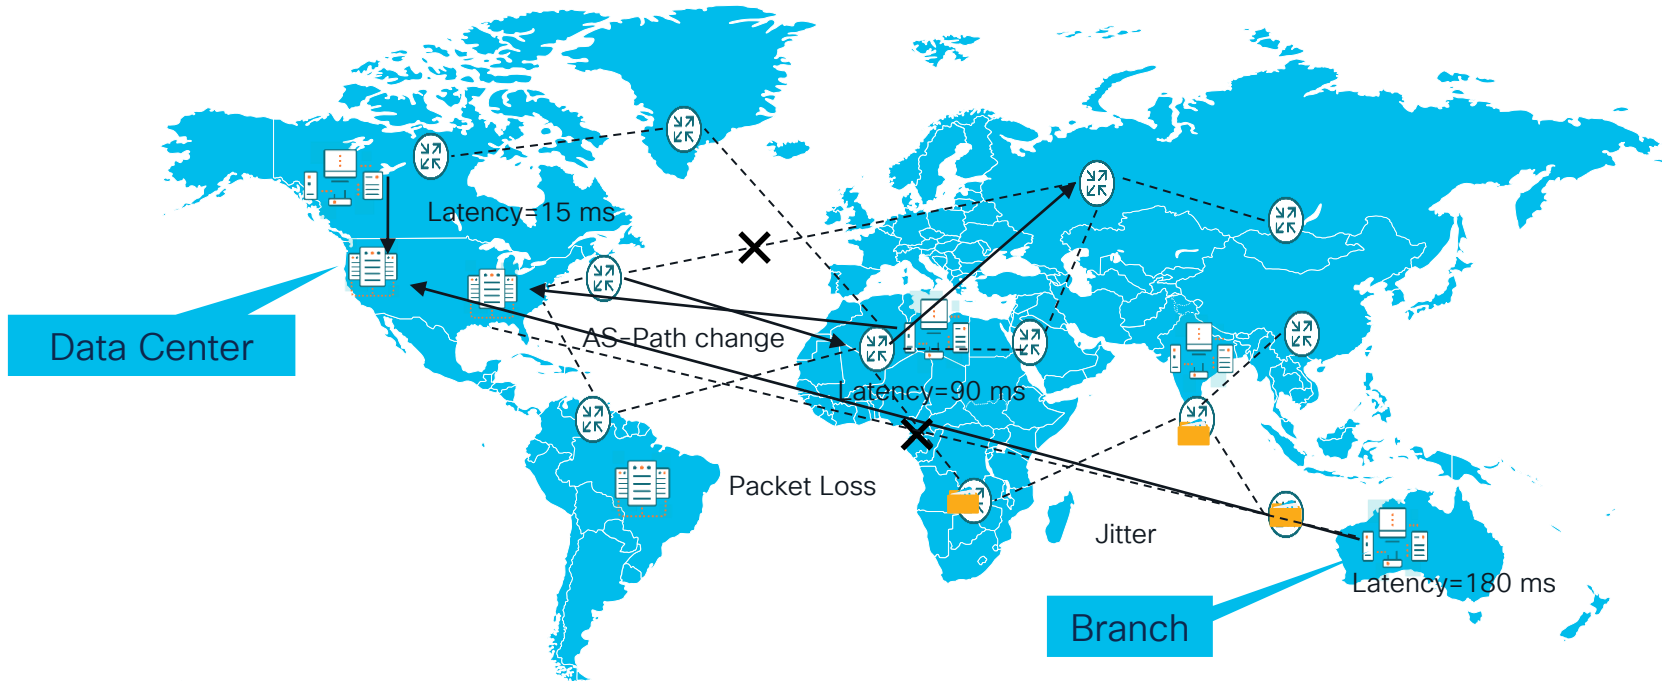 Latency=15 ms
Data Center
AS-Path change
Latency=90 ms
Packet Loss
Jitter
Latency=180 ms
Branch